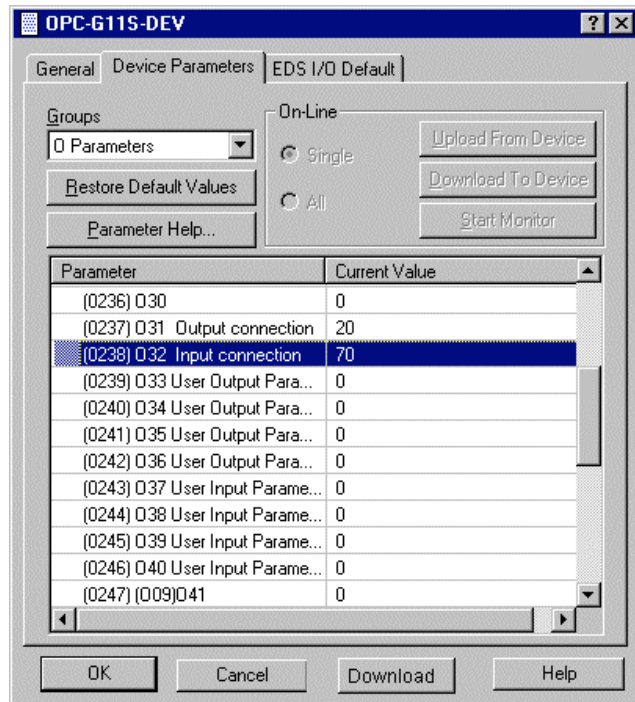 OPC-G11S-DEV
General Device Parameters EDS I/O Default
Groups
O Parameters
Restore Default Values
Parameter Help...
On-Line
Single
All
Upload From Device
Download To Device
Start Monitor
Parameter Current Value
(0236) O30 0
(0237) O31 Output connection 20
(0238) O32 Input connection 70
(0239) O33 User Output Para... 0
(0240) O34 User Output Para... 0
(0241) O35 User Output Para... 0
(0242) O36 User Output Para... 0
(0243) O37 User Input Parame... 0
(0244) O38 User Input Parame... 0
(0245) O39 User Input Parame... 0
(0246) O40 User Input Parame... 0
(0247) (O09)O41 0
OK Cancel Download Help